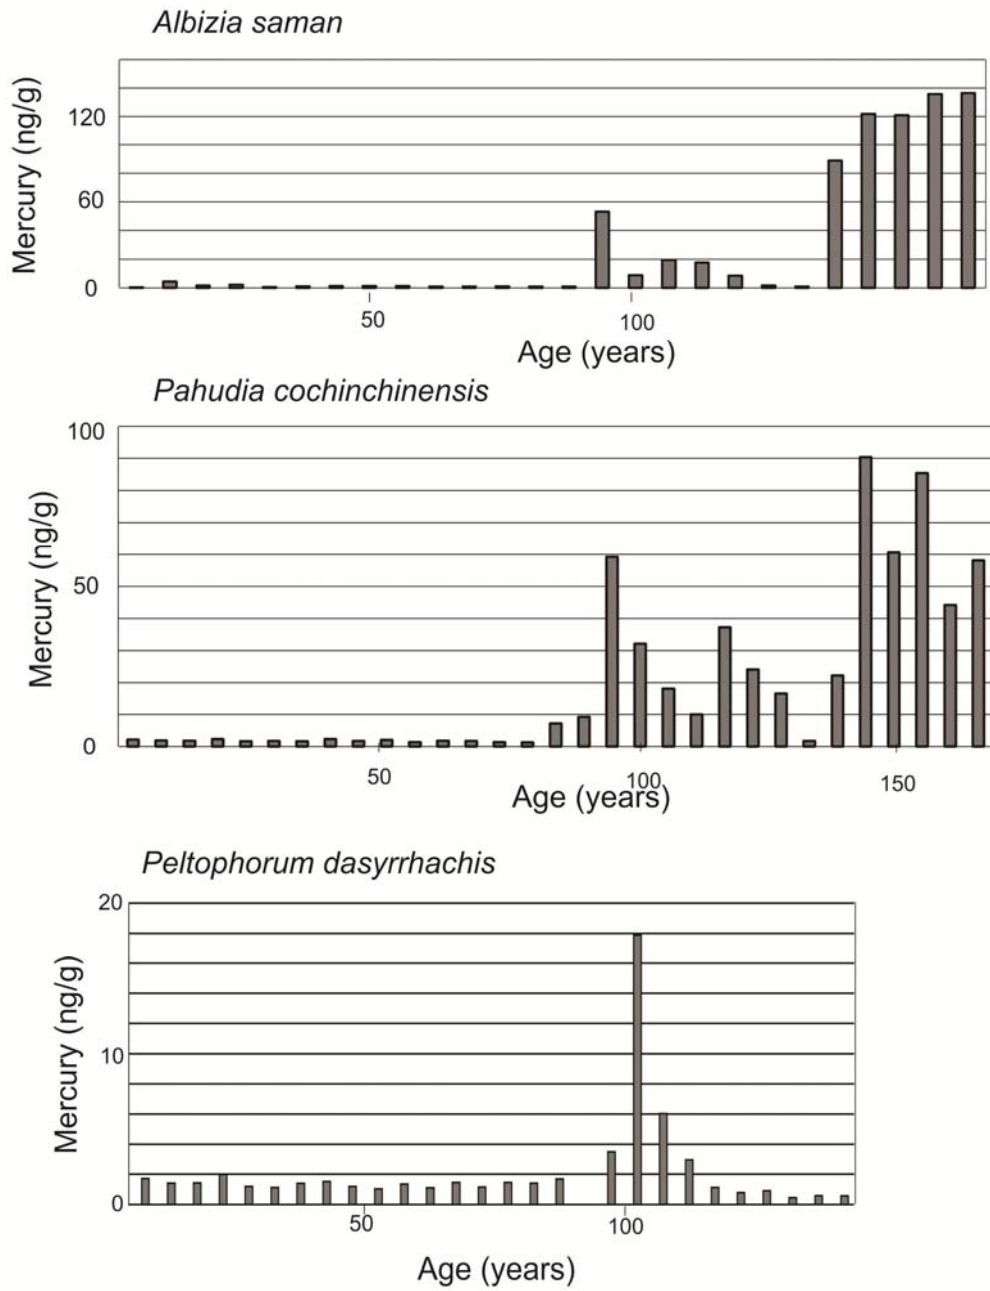 Albizia saman
Mercury (ng/g)
120
60
0
50
100
Age (years)
Pahudia cochinchinensis
Mercury (ng/g)
100
50
0
50
100
150
Age (years)
Peltophorum dasyrrhachis
Mercury (ng/g)
20
10
0
50
100
Age (years)